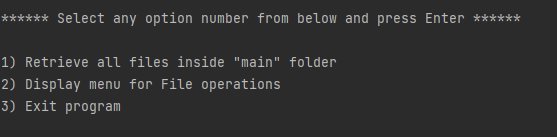 ****** Select any option number from below and press Enter ******
1) Retrieve all files inside "main" folder
2) Display menu for File operations
3) Exit program